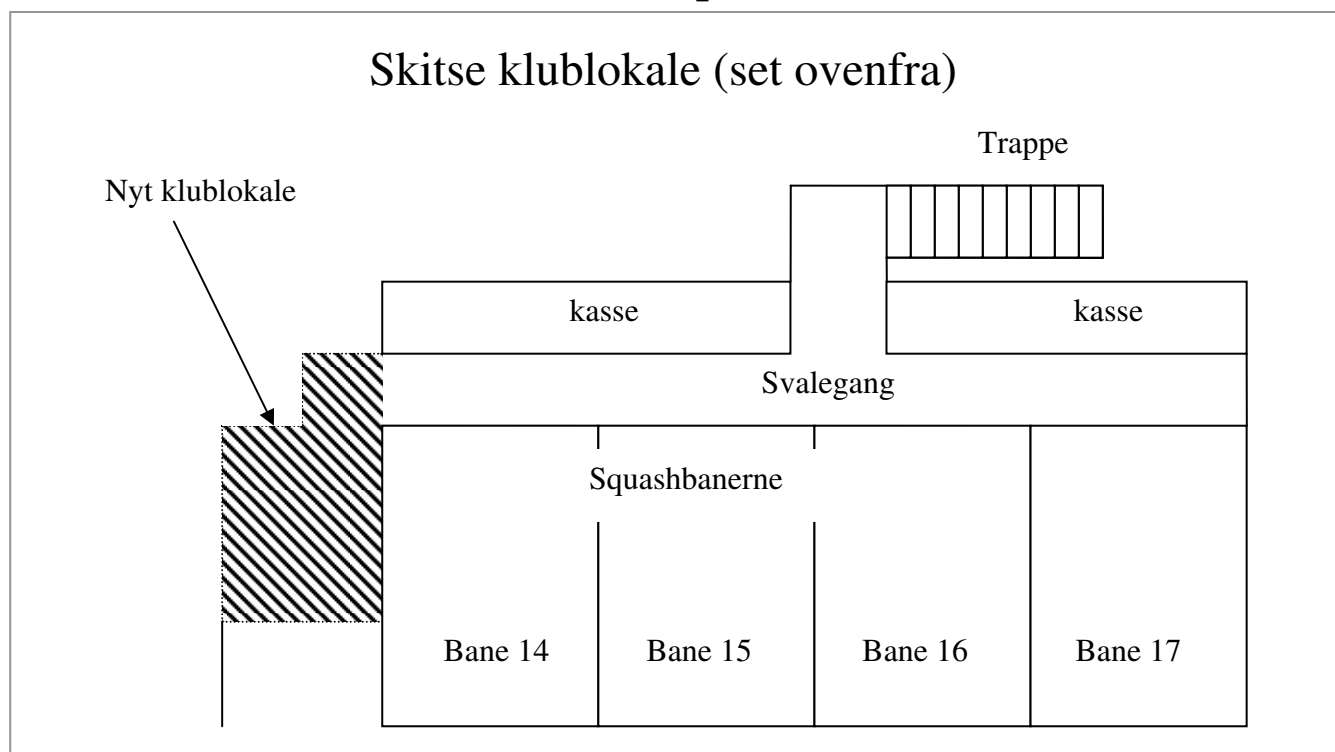 Skitse klublokale (set ovenfra)
Trappe
Nyt klublokale
kasse
kasse
Svalegang
Squashbanerne
Bane 14
Bane 15
Bane 16
Bane 17